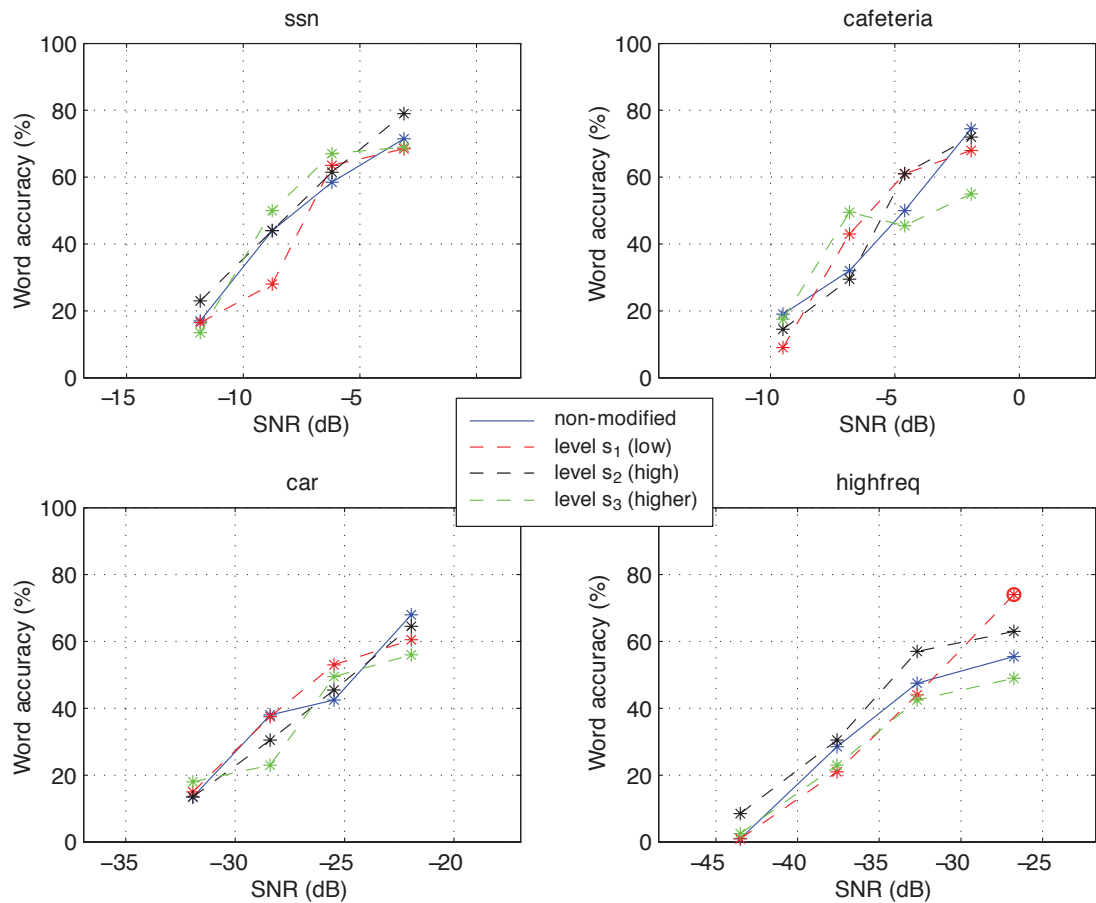 ssn
100
80
60
40
20
0
Word accuracy (%)
−15 −10 −5
SNR (dB)
cafeteria
100
80
60
40
20
0
Word accuracy (%)
−10 −5 0
SNR (dB)
non-modified
level s1 (low)
level s2 (high)
level s3 (higher)
car
100
80
60
40
20
0
Word accuracy (%)
−35 −30 −25 −20
SNR (dB)
highfreq
80
60
40
20
0
Word accuracy (%)
−45 −40 −35 −30 −25
SNR (dB)